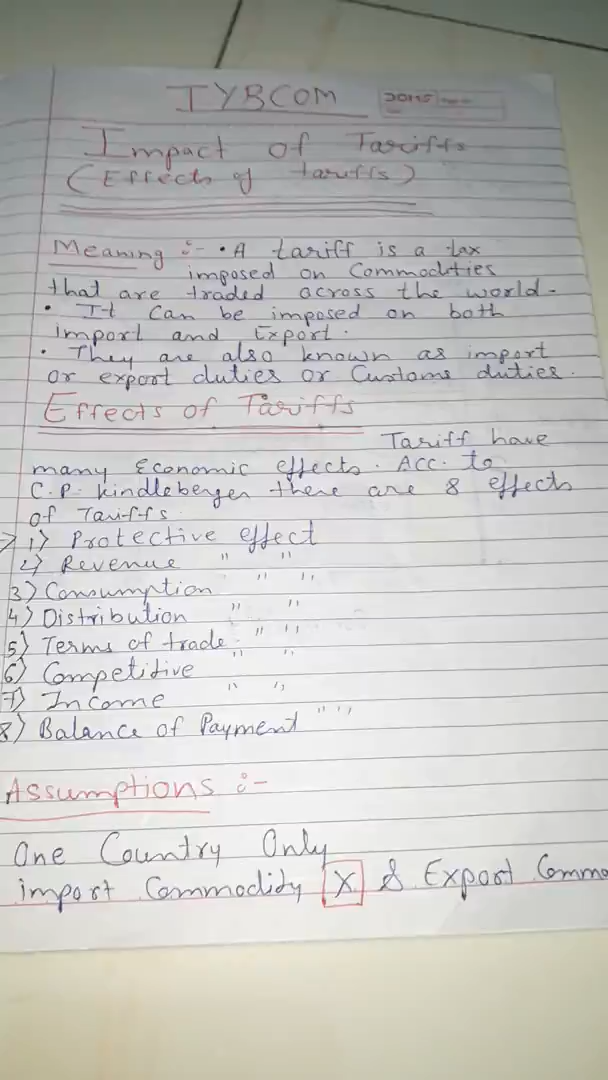 TYBCOM
Impact of Tariffs
(Effects of tariffs)
Meaning :- • A tariff is a tax
imposed on Commodities
that are traded across the world.
• It can be imposed on both
import and Export.
• They are also known as import
or export duties or Customs duties.
Effects of Tariffs
Tariff have
many Economic effects. Acc. to
C.P. kindleberger there are 8 effects
of Tariffs.
→ 1) Protective effect
2) Revenue " "
3) Consumption " "
4) Distribution " "
5) Terms of trade " "
6) Competitive " "
7) Income " "
8) Balance of Payment " "
Assumptions :-
One Country Only
import Commodity X & Export Commo